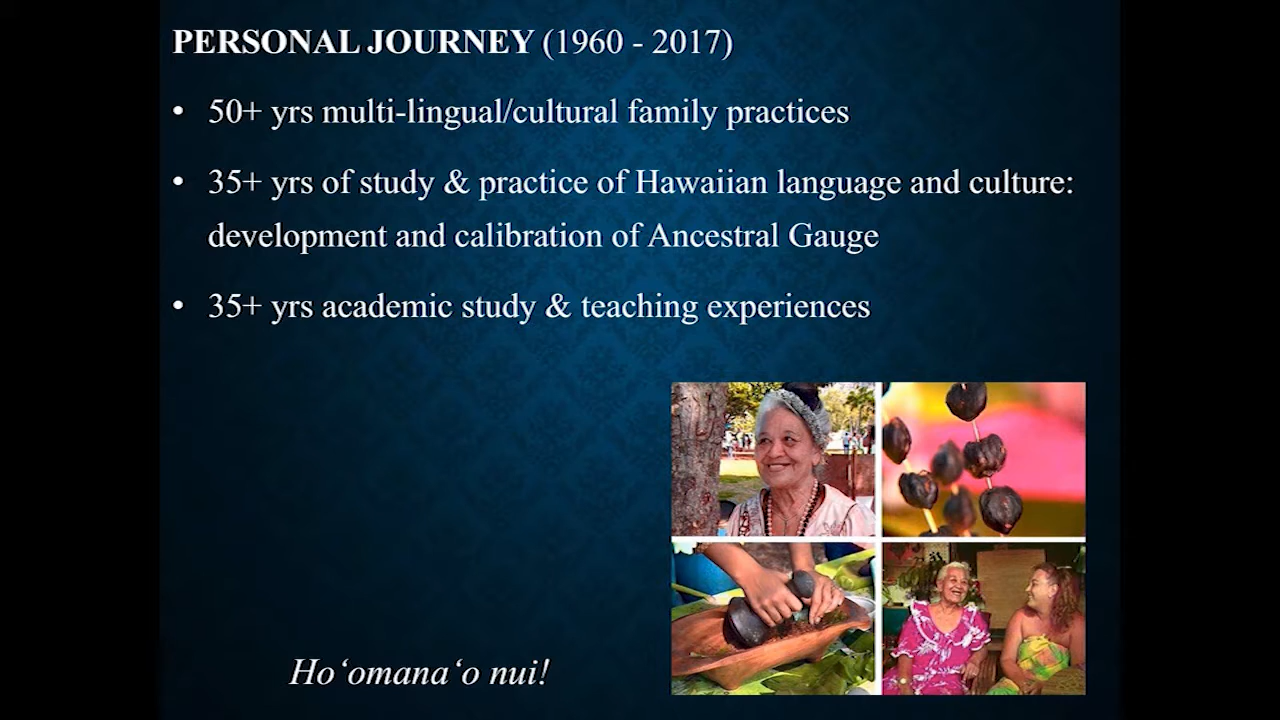 PERSONAL JOURNEY (1960 - 2017)
• 50+ yrs multi-lingual/cultural family practices
• 35+ yrs of study & practice of Hawaiian language and culture:
development and calibration of Ancestral Gauge
• 35+ yrs academic study & teaching experiences
Hoʻomanaʻo nui!